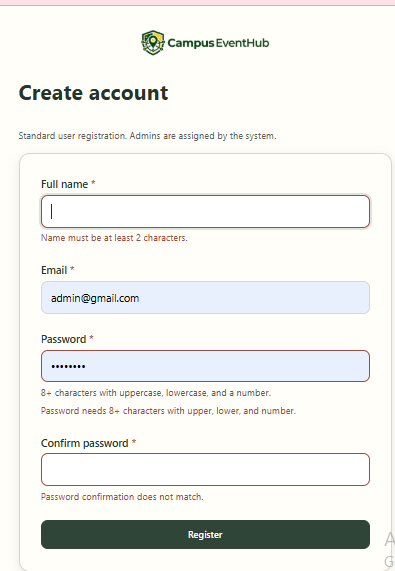 Campus EventHub
Create account
Standard user registration. Admins are assigned by the system.
Full name *
Name must be at least 2 characters.
Email *
admin@gmail.com
Password *
••••••••
8+ characters with uppercase, lowercase, and a number.
Password needs 8+ characters with upper, lower, and number.
Confirm password *
Password confirmation does not match.
Register
A
G